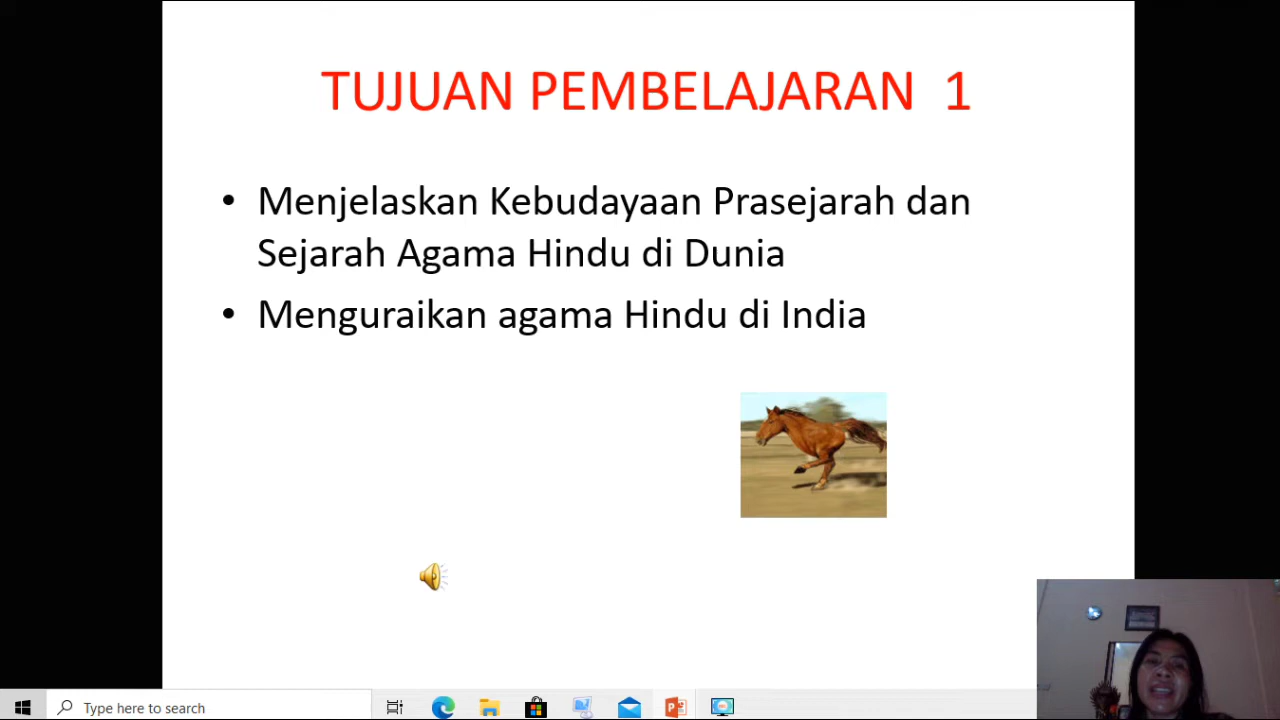 TUJUAN PEMBELAJARAN 1
• Menjelaskan Kebudayaan Prasejarah dan
Sejarah Agama Hindu di Dunia
• Menguraikan agama Hindu di India
Type here to search